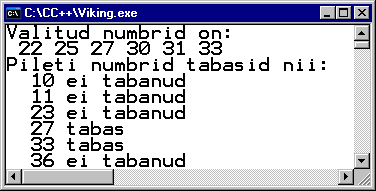 C:\CC++\Viking.exe
Valitud numbrid on:
22 25 27 30 31 33
Pileti numbrid tabasid nii:
10 ei tabanud
11 ei tabanud
23 ei tabanud
27 tabas
33 tabas
36 ei tabanud